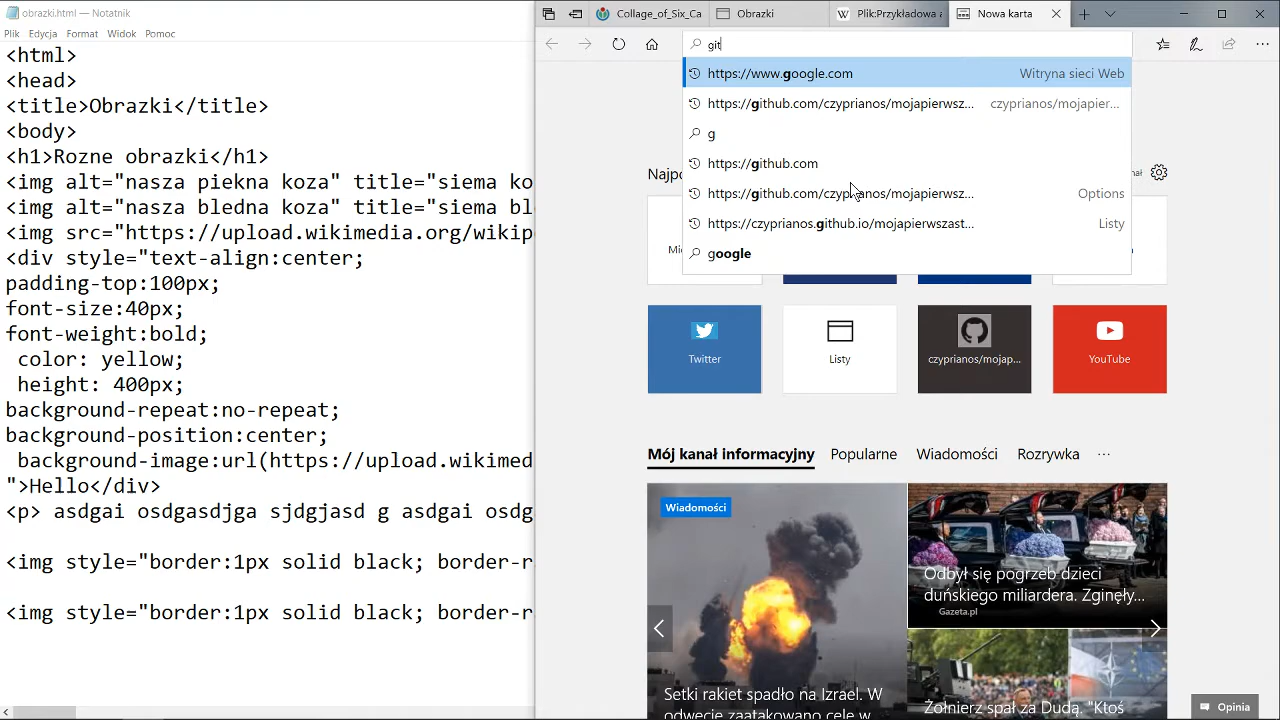 obrazki.html — Notatnik
Plik Edycja Format Widok Pomoc
<html>
<head>
<title>Obrazki</title>
<body>
<h1>Rozne obrazki</h1>
<img alt="nasza piekna koza" title="siema ko
<img alt="nasza bledna koza" title="siema bl
<img src="https://upload.wikimedia.org/wikip
<div style="text-align:center;
padding-top:100px;
font-size:40px;
font-weight:bold;
color: yellow;
height: 400px;
background-repeat:no-repeat;
background-position:center;
background-image:url(https://upload.wikimed
">Hello</div>
<p> asdgai osdgasdjga sjdgjasd g asdgai osdg
<img style="border:1px solid black; border-r
<img style="border:1px solid black; border-r
Collage_of_Six_Ca
Obrazki
Plik:Przykładowa a
Nowa karta
git
https://www.google.com Witryna sieci Web
https://github.com/czyprianos/mojapierwsz... czyprianos/mojapier...
g
https://github.com
https://github.com/czyprianos/mojapierwsz... Options
https://czyprianos.github.io/mojapierwszast... Listy
google
Twitter
Listy
czyprianos/mojap...
YouTube
Mój kanał informacyjny Popularne Wiadomości Rozrywka ...
Wiadomości
Setki rakiet spadło na Izrael. W
odwecie zaatakowano cele w
Odbył się pogrzeb dzieci
duńskiego miliardera. Zginęły...
Gazeta.pl
Żołnierz spał za Dudą. "Ktoś
Opinia